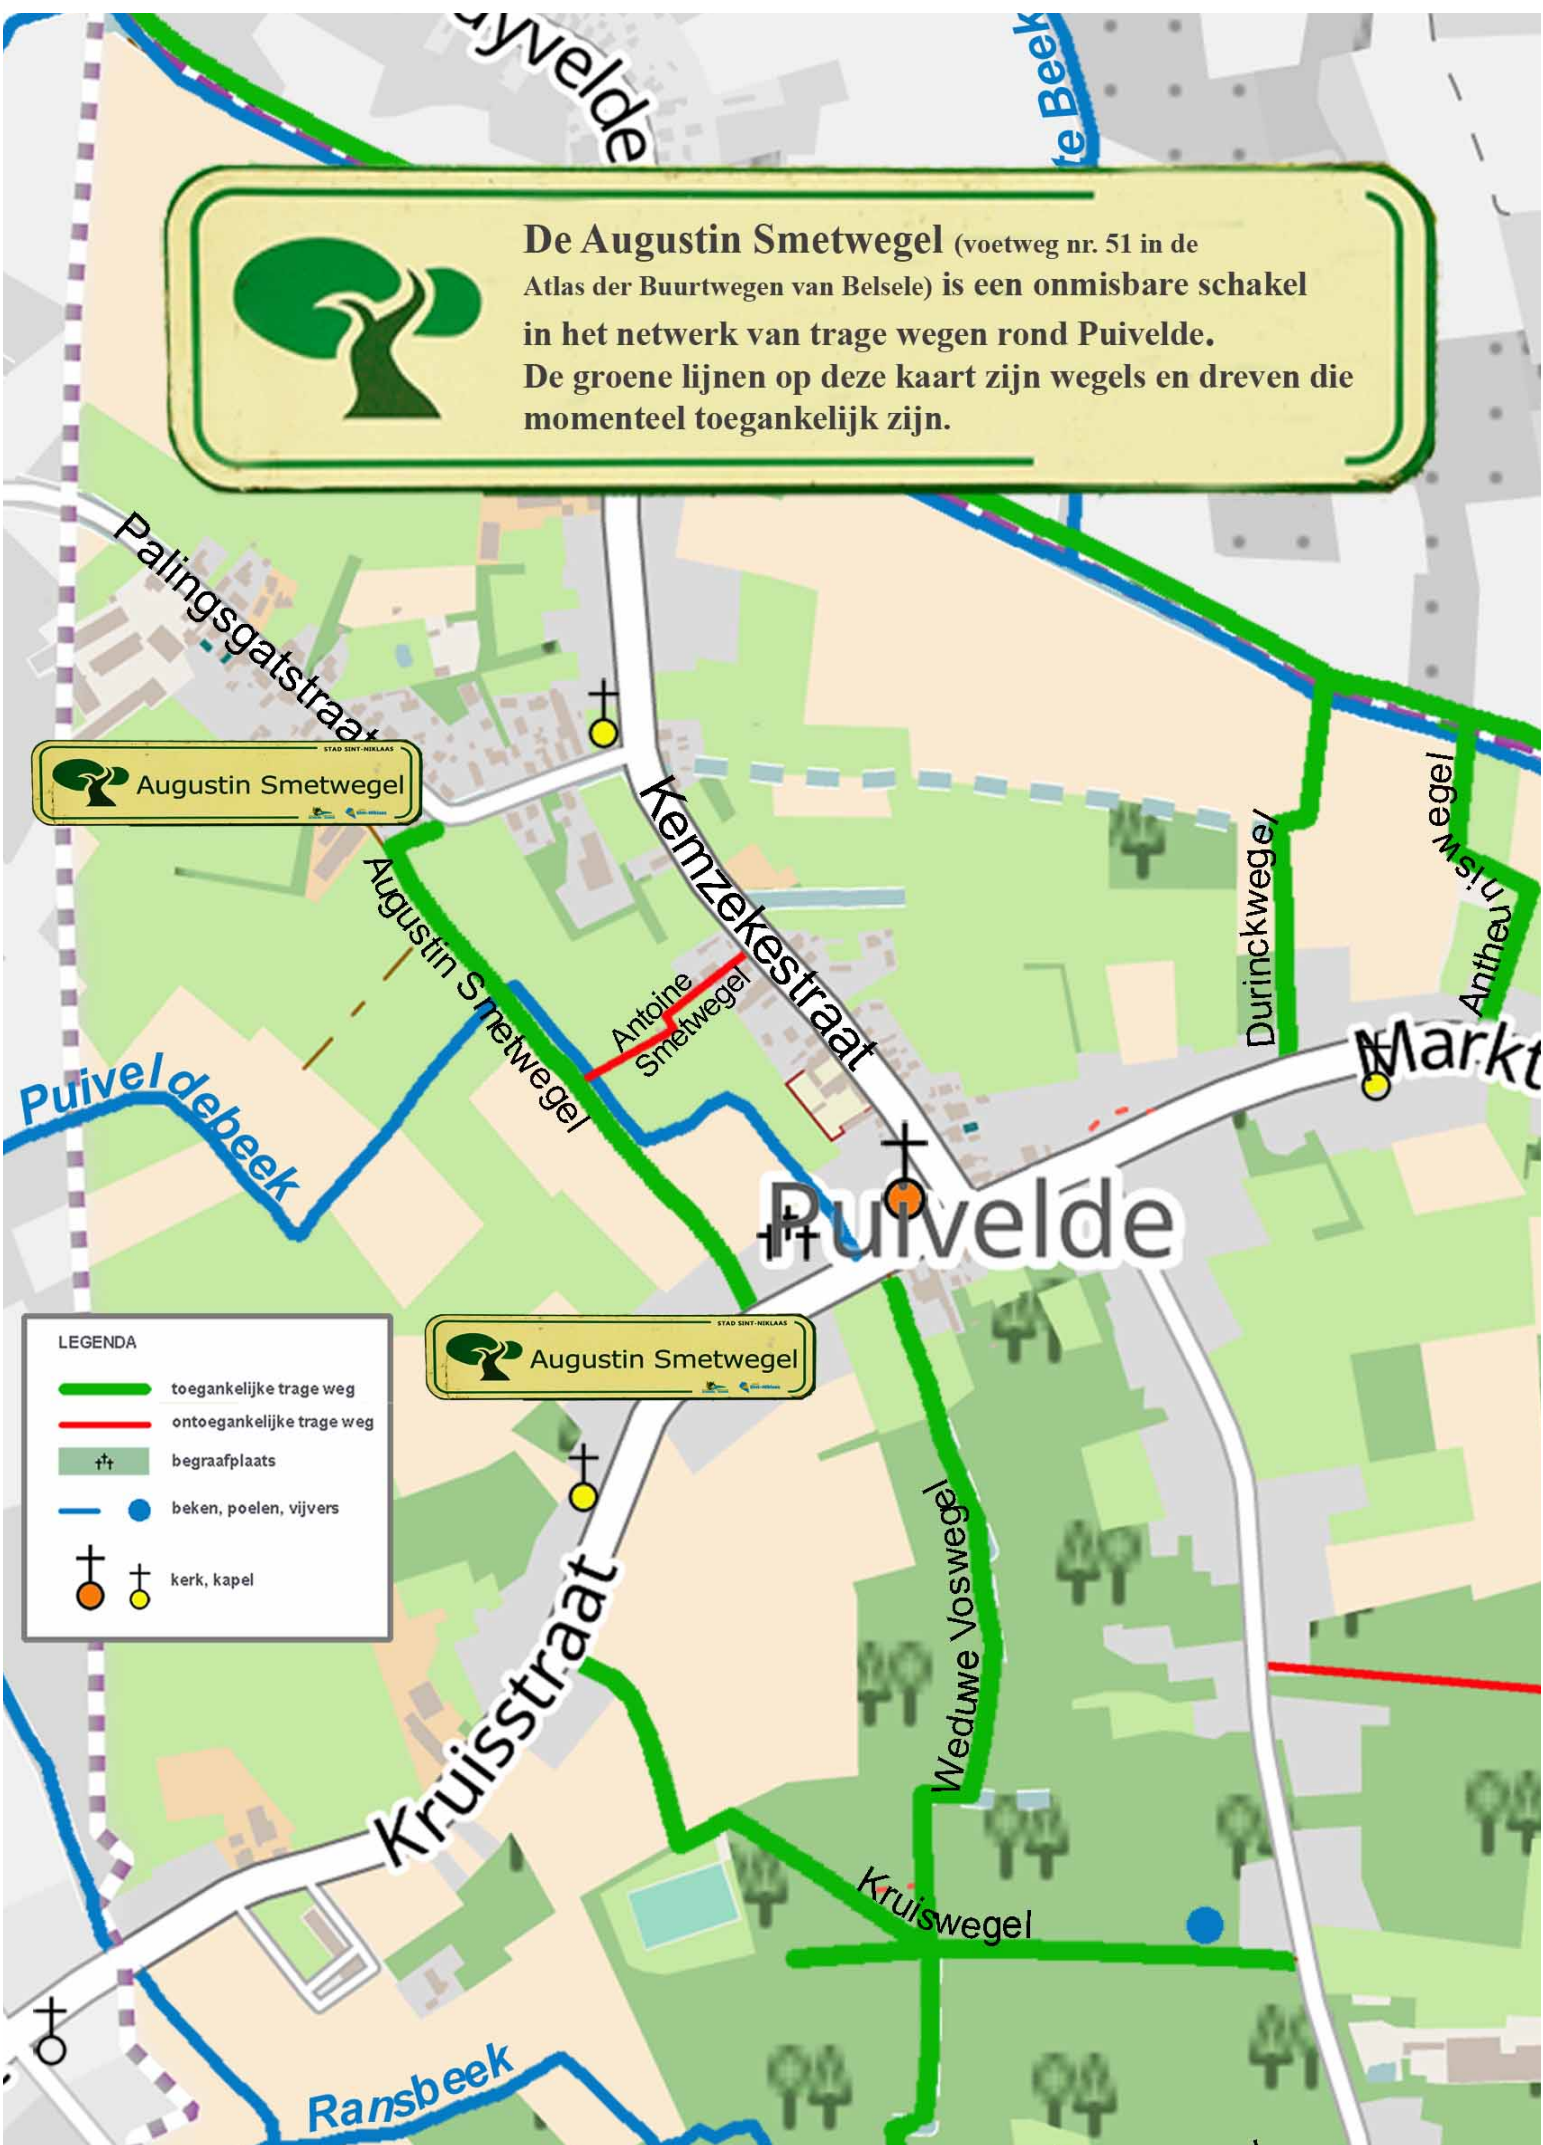 uyvelde
te Beek
De Augustin Smetwegel (voetweg nr. 51 in de
Atlas der Buurtwegen van Belsele) is een onmisbare schakel
in het netwerk van trage wegen rond Puivelde.
De groene lijnen op deze kaart zijn wegels en dreven die
momenteel toegankelijk zijn.
Palingsgatstraat
STAD SINT-NIKLAAS
Augustin Smetwegel
Kemzekestraat
Augustin Smetwegel
Antoine
Smetwegel
Durinckwegel
Antheuniswegel
Markt
Puiveldebeek
Puivelde
STAD SINT-NIKLAAS
Augustin Smetwegel
LEGENDA
toegankelijke trage weg
ontoegankelijke trage weg
begraafplaats
beken, poelen, vijvers
kerk, kapel
Weduwe Voswegel
Kruisstraat
Kruiswegel
Ransbeek